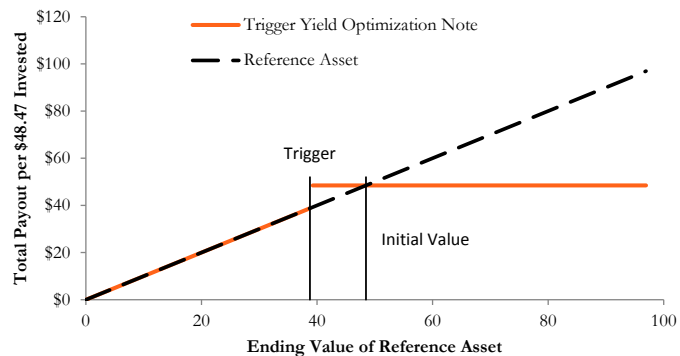 $120
Trigger Yield Optimization Note
$100
Reference Asset
$80
$60
Trigger
$40
Initial Value
$20
$0
0 20 40 60 80 100
Total Payout per $48.47 Invested
Ending Value of Reference Asset